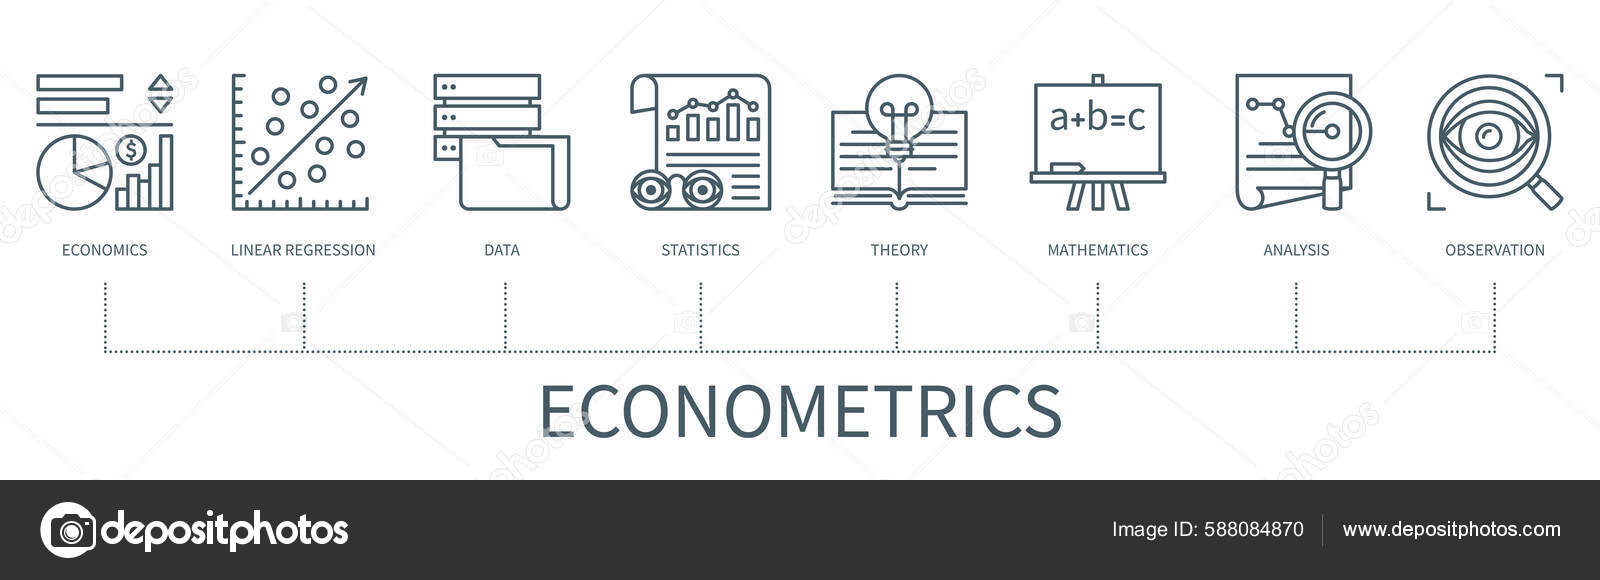 $
a+b=c
ECONOMICS
LINEAR REGRESSION
DATA
STATISTICS
THEORY
MATHEMATICS
ANALYSIS
OBSERVATION
ECONOMETRICS
depositphotos
Image ID: 588084870
www.depositphotos.com